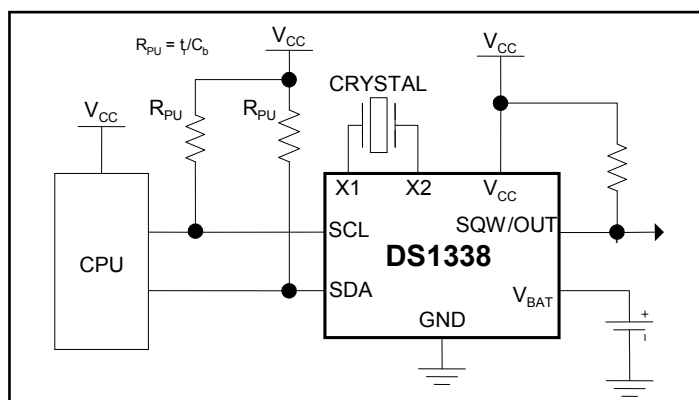 R_PU = t_r/C_b
V_CC
V_CC
CRYSTAL
V_CC
R_PU
R_PU
X1
X2
V_CC
SCL
SQW/OUT
CPU
DS1338
SDA
V_BAT
GND
+
–